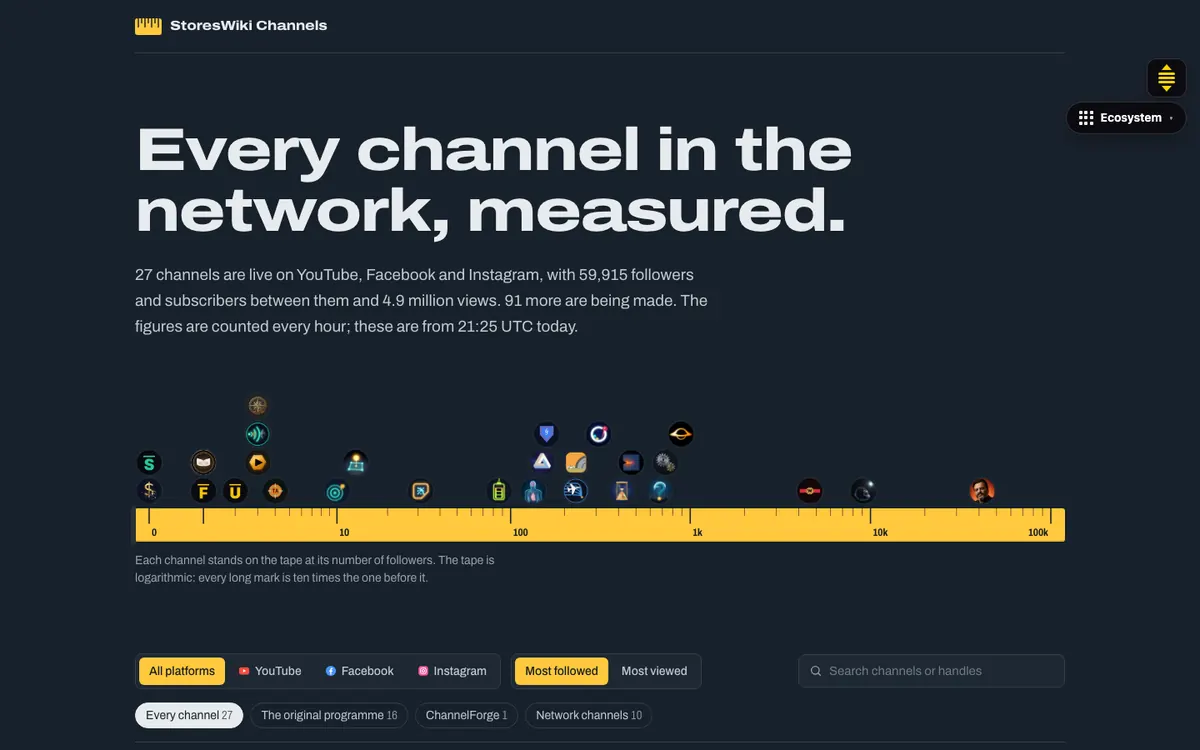 StoresWiki Channels
Ecosystem
Every channel in the
network, measured.
27 channels are live on YouTube, Facebook and Instagram, with 59,915 followers
and subscribers between them and 4.9 million views. 91 more are being made. The
figures are counted every hour; these are from 21:25 UTC today.
0 10 100 1k 10k 100k
Each channel stands on the tape at its number of followers. The tape is
logarithmic: every long mark is ten times the one before it.
All platforms YouTube Facebook Instagram Most followed Most viewed Search channels or handles
Every channel 27 The original programme 16 ChannelForge 1 Network channels 10